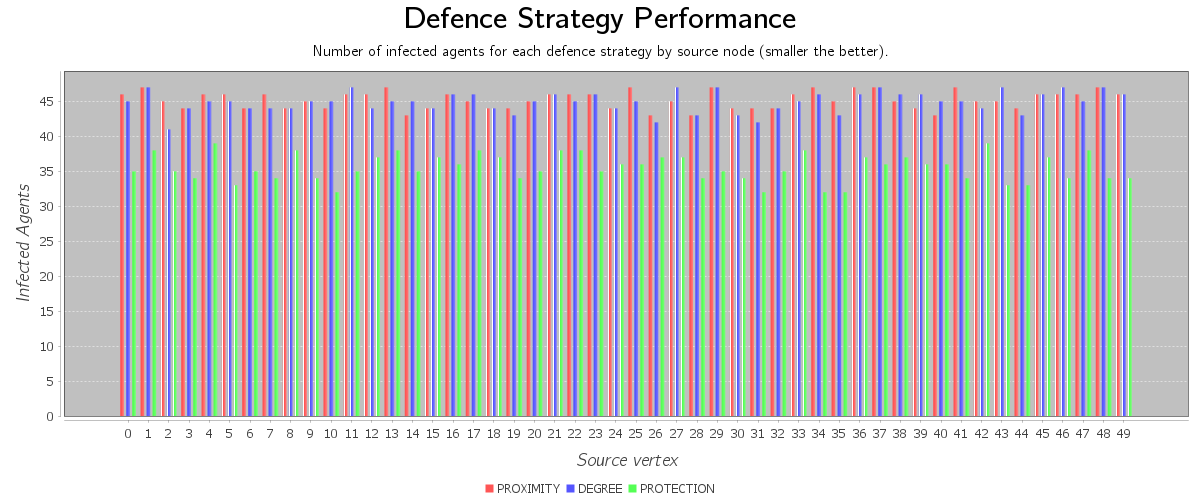 Defence Strategy Performance
Number of infected agents for each defence strategy by source node (smaller the better).
45
40
35
30
25
20
15
10
5
0
Infected Agents
0 1 2 3 4 5 6 7 8 9 10 11 12 13 14 15 16 17 18 19 20 21 22 23 24 25 26 27 28 29 30 31 32 33 34 35 36 37 38 39 40 41 42 43 44 45 46 47 48 49
Source vertex
PROXIMITY DEGREE PROTECTION